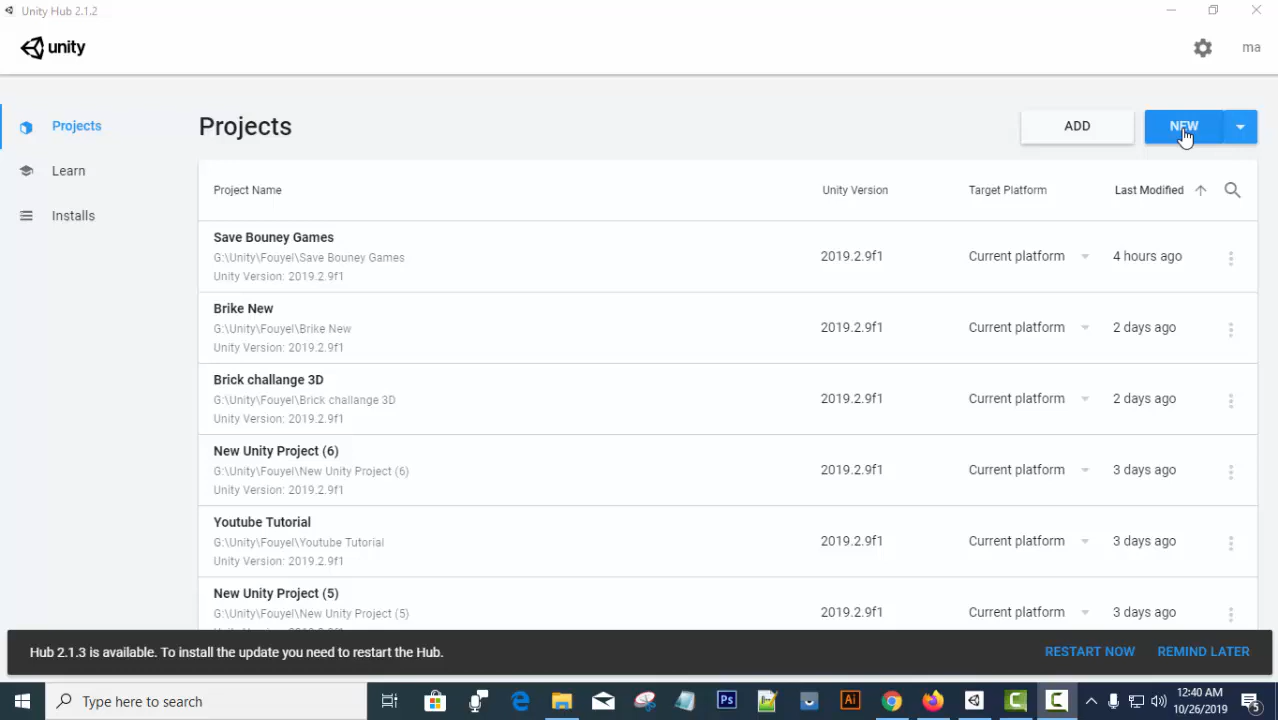 Unity Hub 2.1.2
unity
ma
Projects
Learn
Installs
Projects
ADD
NEW
Project Name
Unity Version
Target Platform
Last Modified
Save Bouney Games
G:\Unity\Fouyel\Save Bouney Games
Unity Version: 2019.2.9f1
2019.2.9f1
Current platform
4 hours ago
Brike New
G:\Unity\Fouyel\Brike New
Unity Version: 2019.2.9f1
2019.2.9f1
Current platform
2 days ago
Brick challange 3D
G:\Unity\Fouyel\Brick challange 3D
Unity Version: 2019.2.9f1
2019.2.9f1
Current platform
2 days ago
New Unity Project (6)
G:\Unity\Fouyel\New Unity Project (6)
Unity Version: 2019.2.9f1
2019.2.9f1
Current platform
3 days ago
Youtube Tutorial
G:\Unity\Fouyel\Youtube Tutorial
Unity Version: 2019.2.9f1
2019.2.9f1
Current platform
3 days ago
New Unity Project (5)
G:\Unity\Fouyel\New Unity Project (5)
2019.2.9f1
Current platform
3 days ago
Hub 2.1.3 is available. To install the update you need to restart the Hub.
RESTART NOW
REMIND LATER
Type here to search
Ps
Ai
12:40 AM
10/26/2019
5